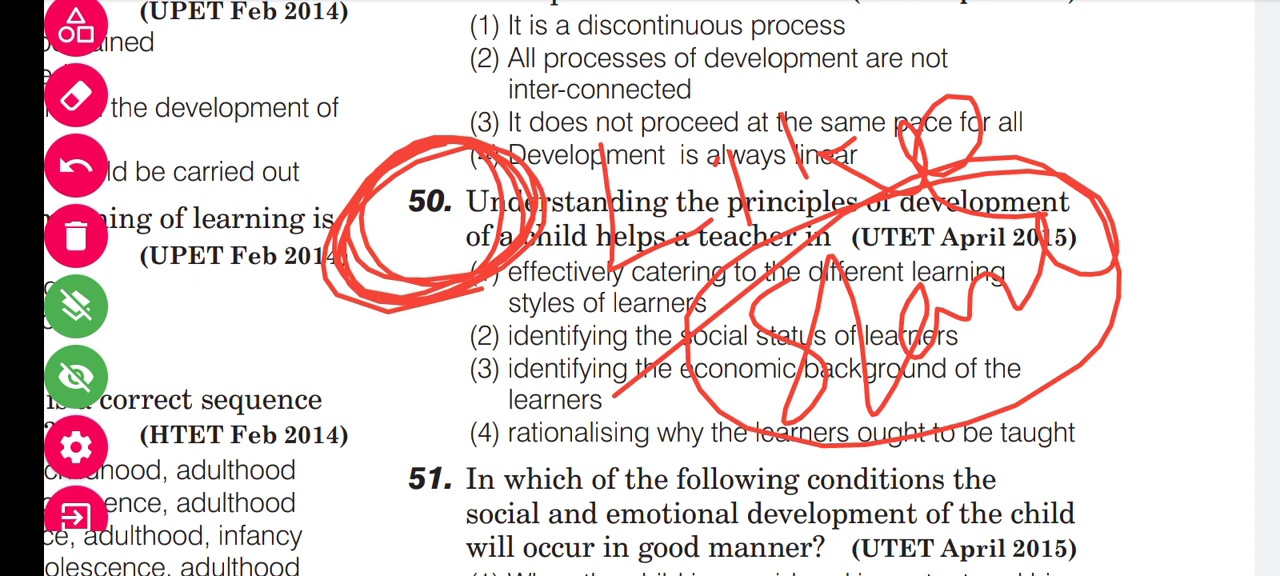 (UPET Feb 2014)
ained
the development of
ld be carried out
ning of learning is
(UPET Feb 2014)
correct sequence
(HTET Feb 2014)
hood, adulthood
ence, adulthood
ce, adulthood, infancy
olescence, adulthood
(1) It is a discontinuous process
(2) All processes of development are not
inter-connected
(3) It does not proceed at the same pace for all
(4) Development is always linear
50. Understanding the principles of development
of a child helps a teacher in (UTET April 2015)
(1) effectively catering to the different learning
styles of learners
(2) identifying the social status of learners
(3) identifying the economic background of the
learners
(4) rationalising why the learners ought to be taught
51. In which of the following conditions the
social and emotional development of the child
will occur in good manner? (UTET April 2015)